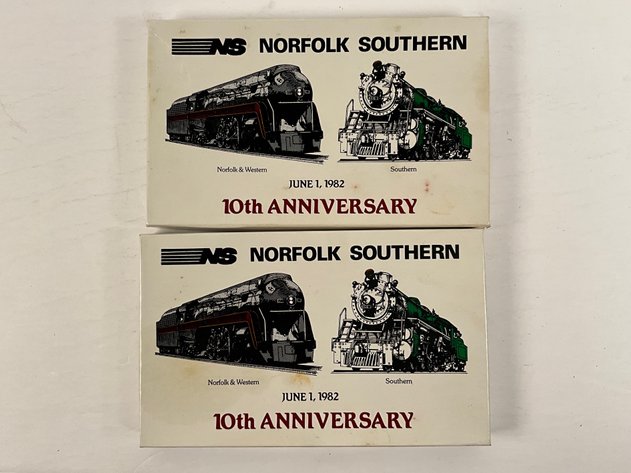 NS NORFOLK SOUTHERN
Norfolk & Western Southern
JUNE 1, 1982
10th ANNIVERSARY
NS NORFOLK SOUTHERN
Norfolk & Western Southern
JUNE 1, 1982
10th ANNIVERSARY